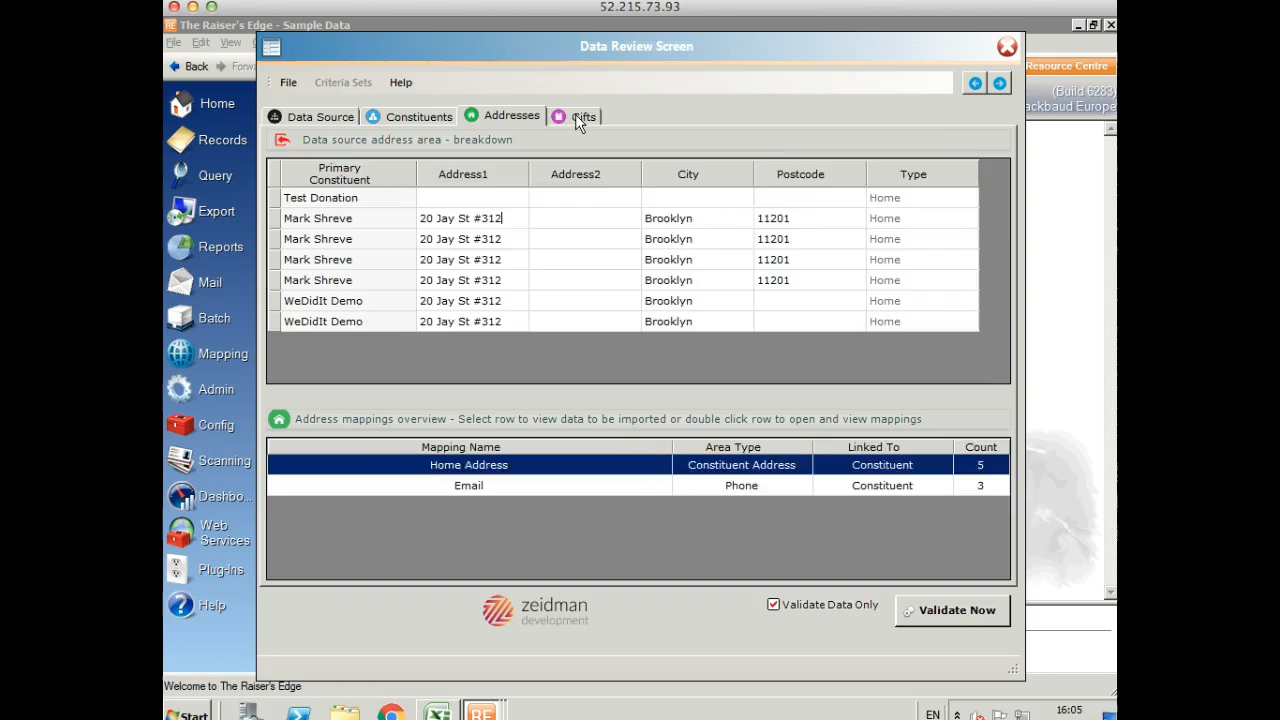 52.215.73.93
RE The Raiser's Edge - Sample Data
File Edit View
Data Review Screen
Back Forw
Resource Centre
File Criteria Sets Help
(Build 6283)
ackbaud Europe
Home
Data Source Constituents Addresses Gifts
Records
Data source address area - breakdown
Primary Constituent Address1 Address2 City Postcode Type
Query
Test Donation Home
Export
Mark Shreve 20 Jay St #312 Brooklyn 11201 Home
Mark Shreve 20 Jay St #312 Brooklyn 11201 Home
Reports
Mark Shreve 20 Jay St #312 Brooklyn 11201 Home
Mail
Mark Shreve 20 Jay St #312 Brooklyn 11201 Home
WeDidIt Demo 20 Jay St #312 Brooklyn Home
Batch
WeDidIt Demo 20 Jay St #312 Brooklyn Home
Mapping
Admin
Config
Address mappings overview - Select row to view data to be imported or double click row to open and view mappings
Mapping Name Area Type Linked To Count
Scanning
Home Address Constituent Address Constituent 5
Email Phone Constituent 3
Dashbo...
Web Services
Plug-Ins
Help
zeidman
development
Validate Data Only
Validate Now
Welcome to The Raiser's Edge
Start
RE
EN
16:05